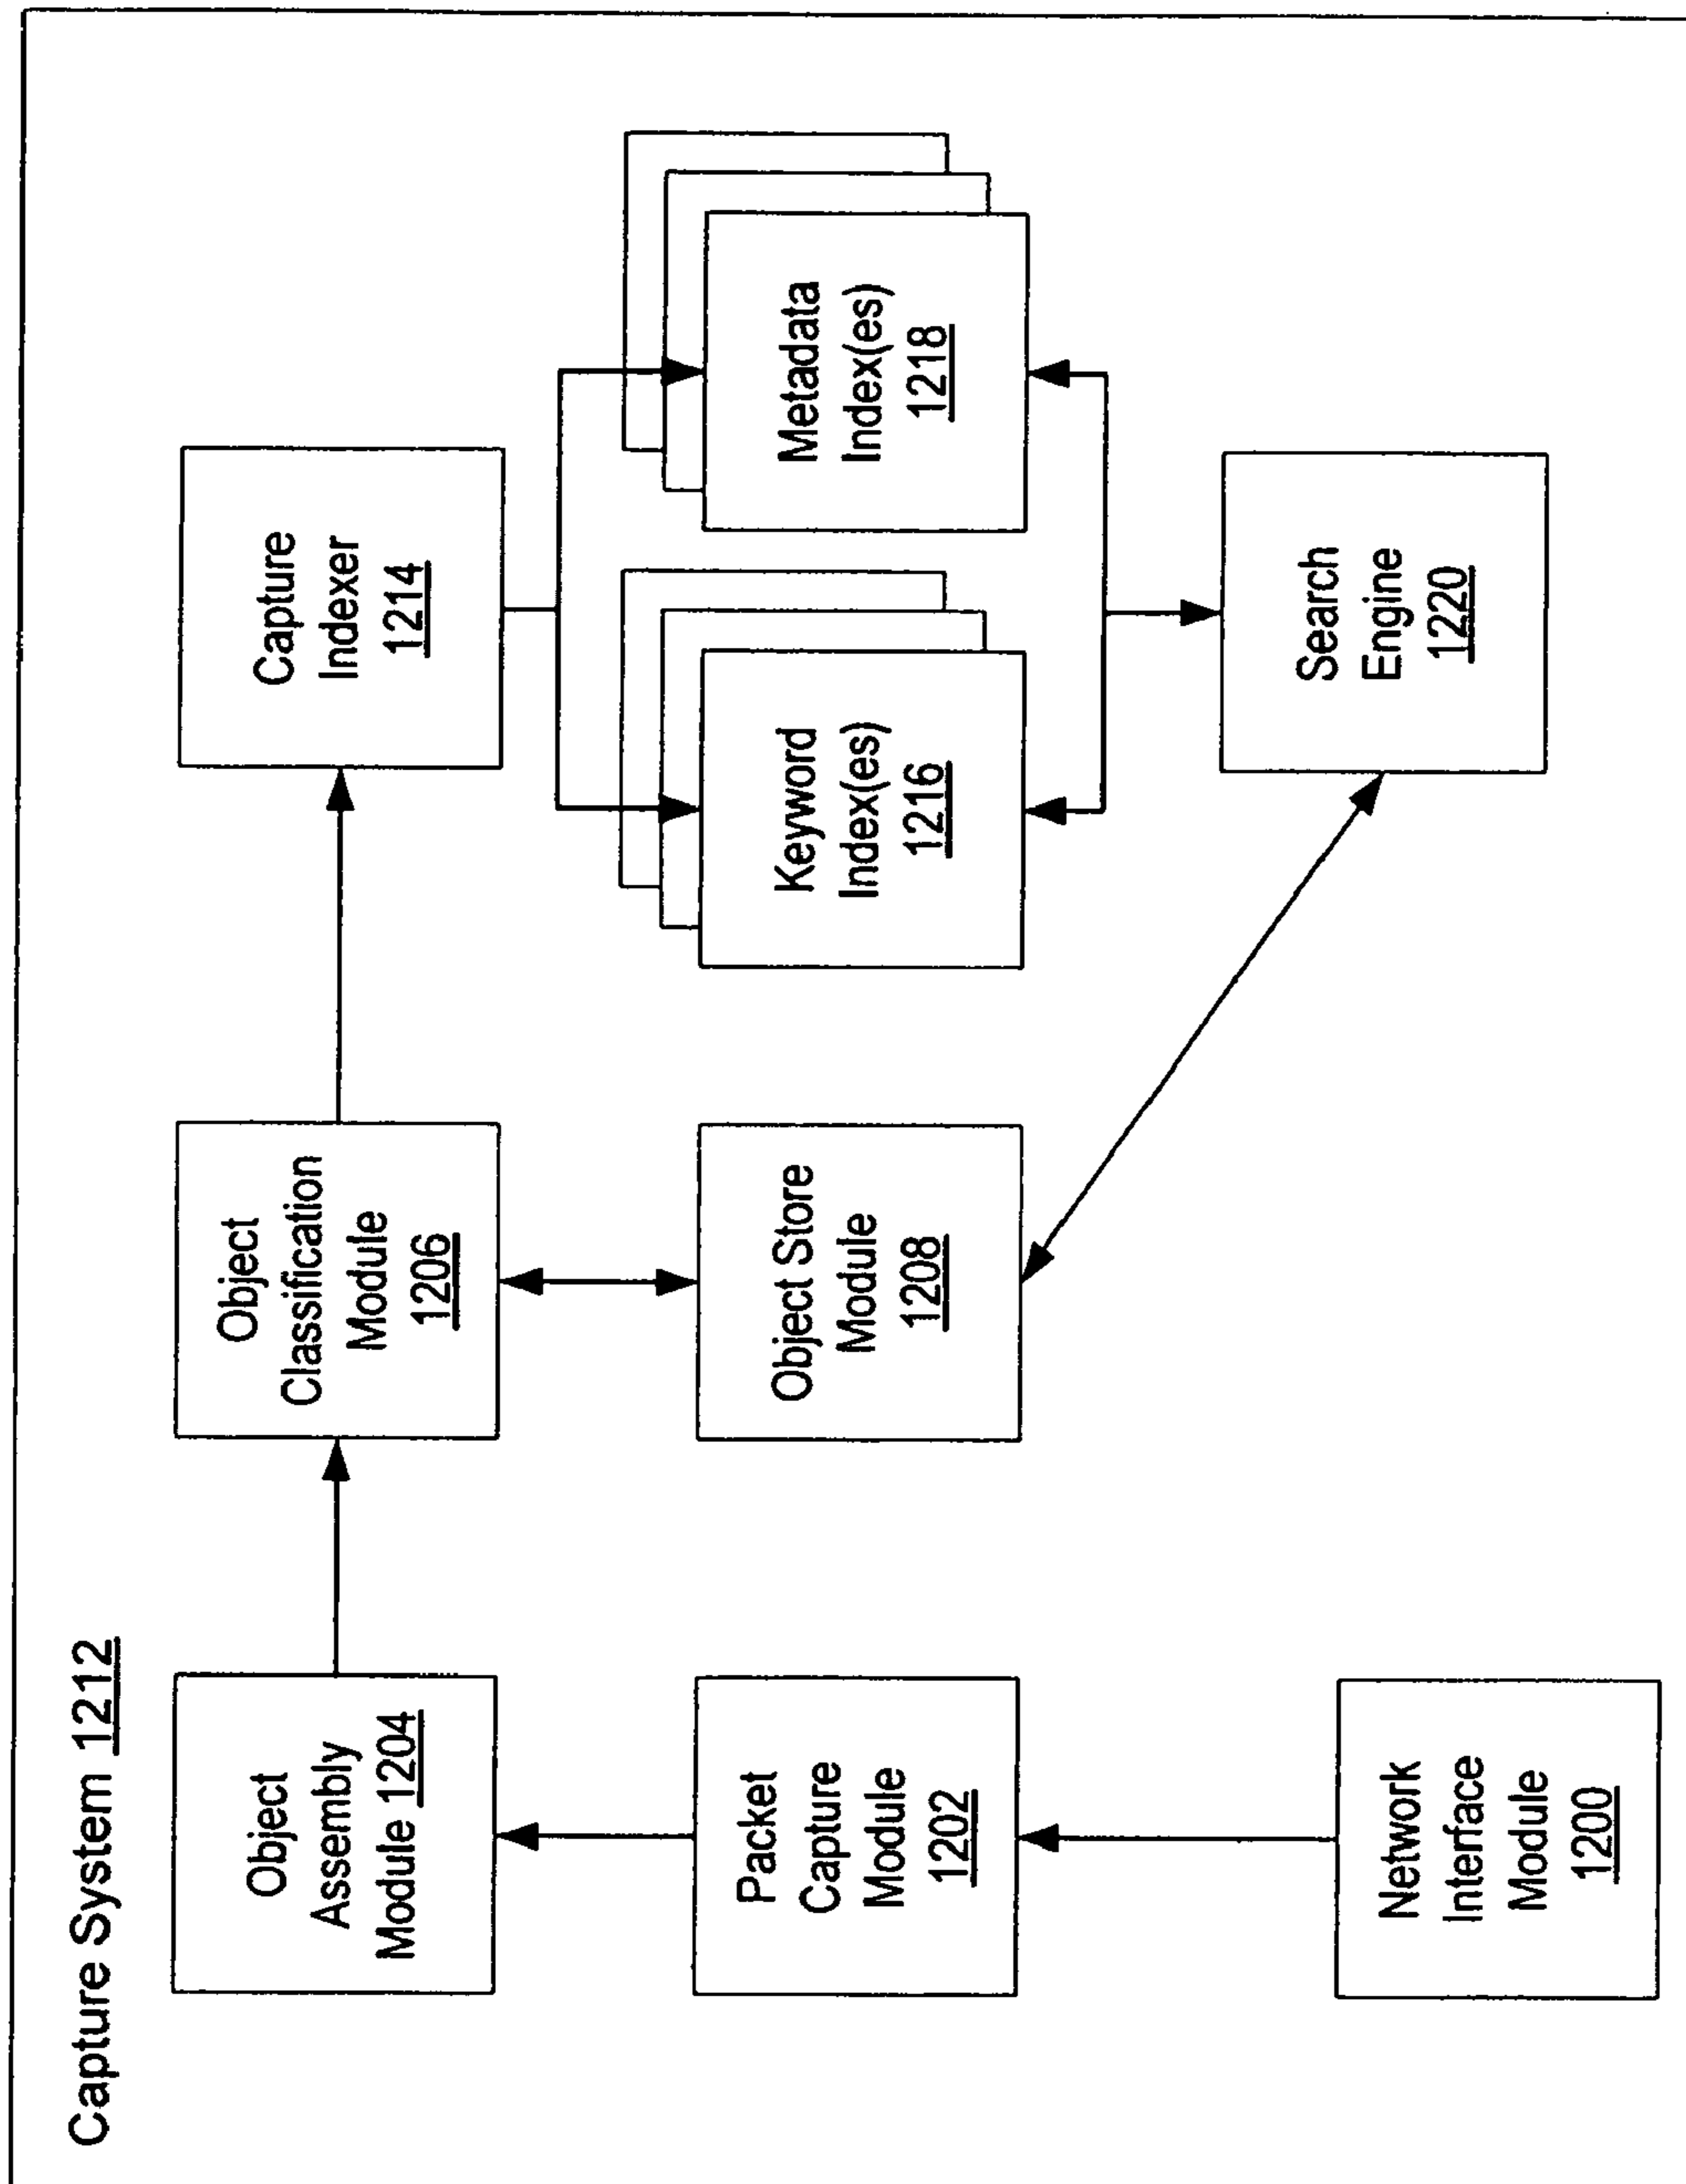 Capture System 1212
Object
Assembly
Module 1204
Object
Classification
Module
1206
Capture
Indexer
1214
Packet
Capture
Module
1202
Object Store
Module
1208
Keyword
Index(es)
1216
Metadata
Index(es)
1218
Network
Interface
Module
1200
Search
Engine
1220